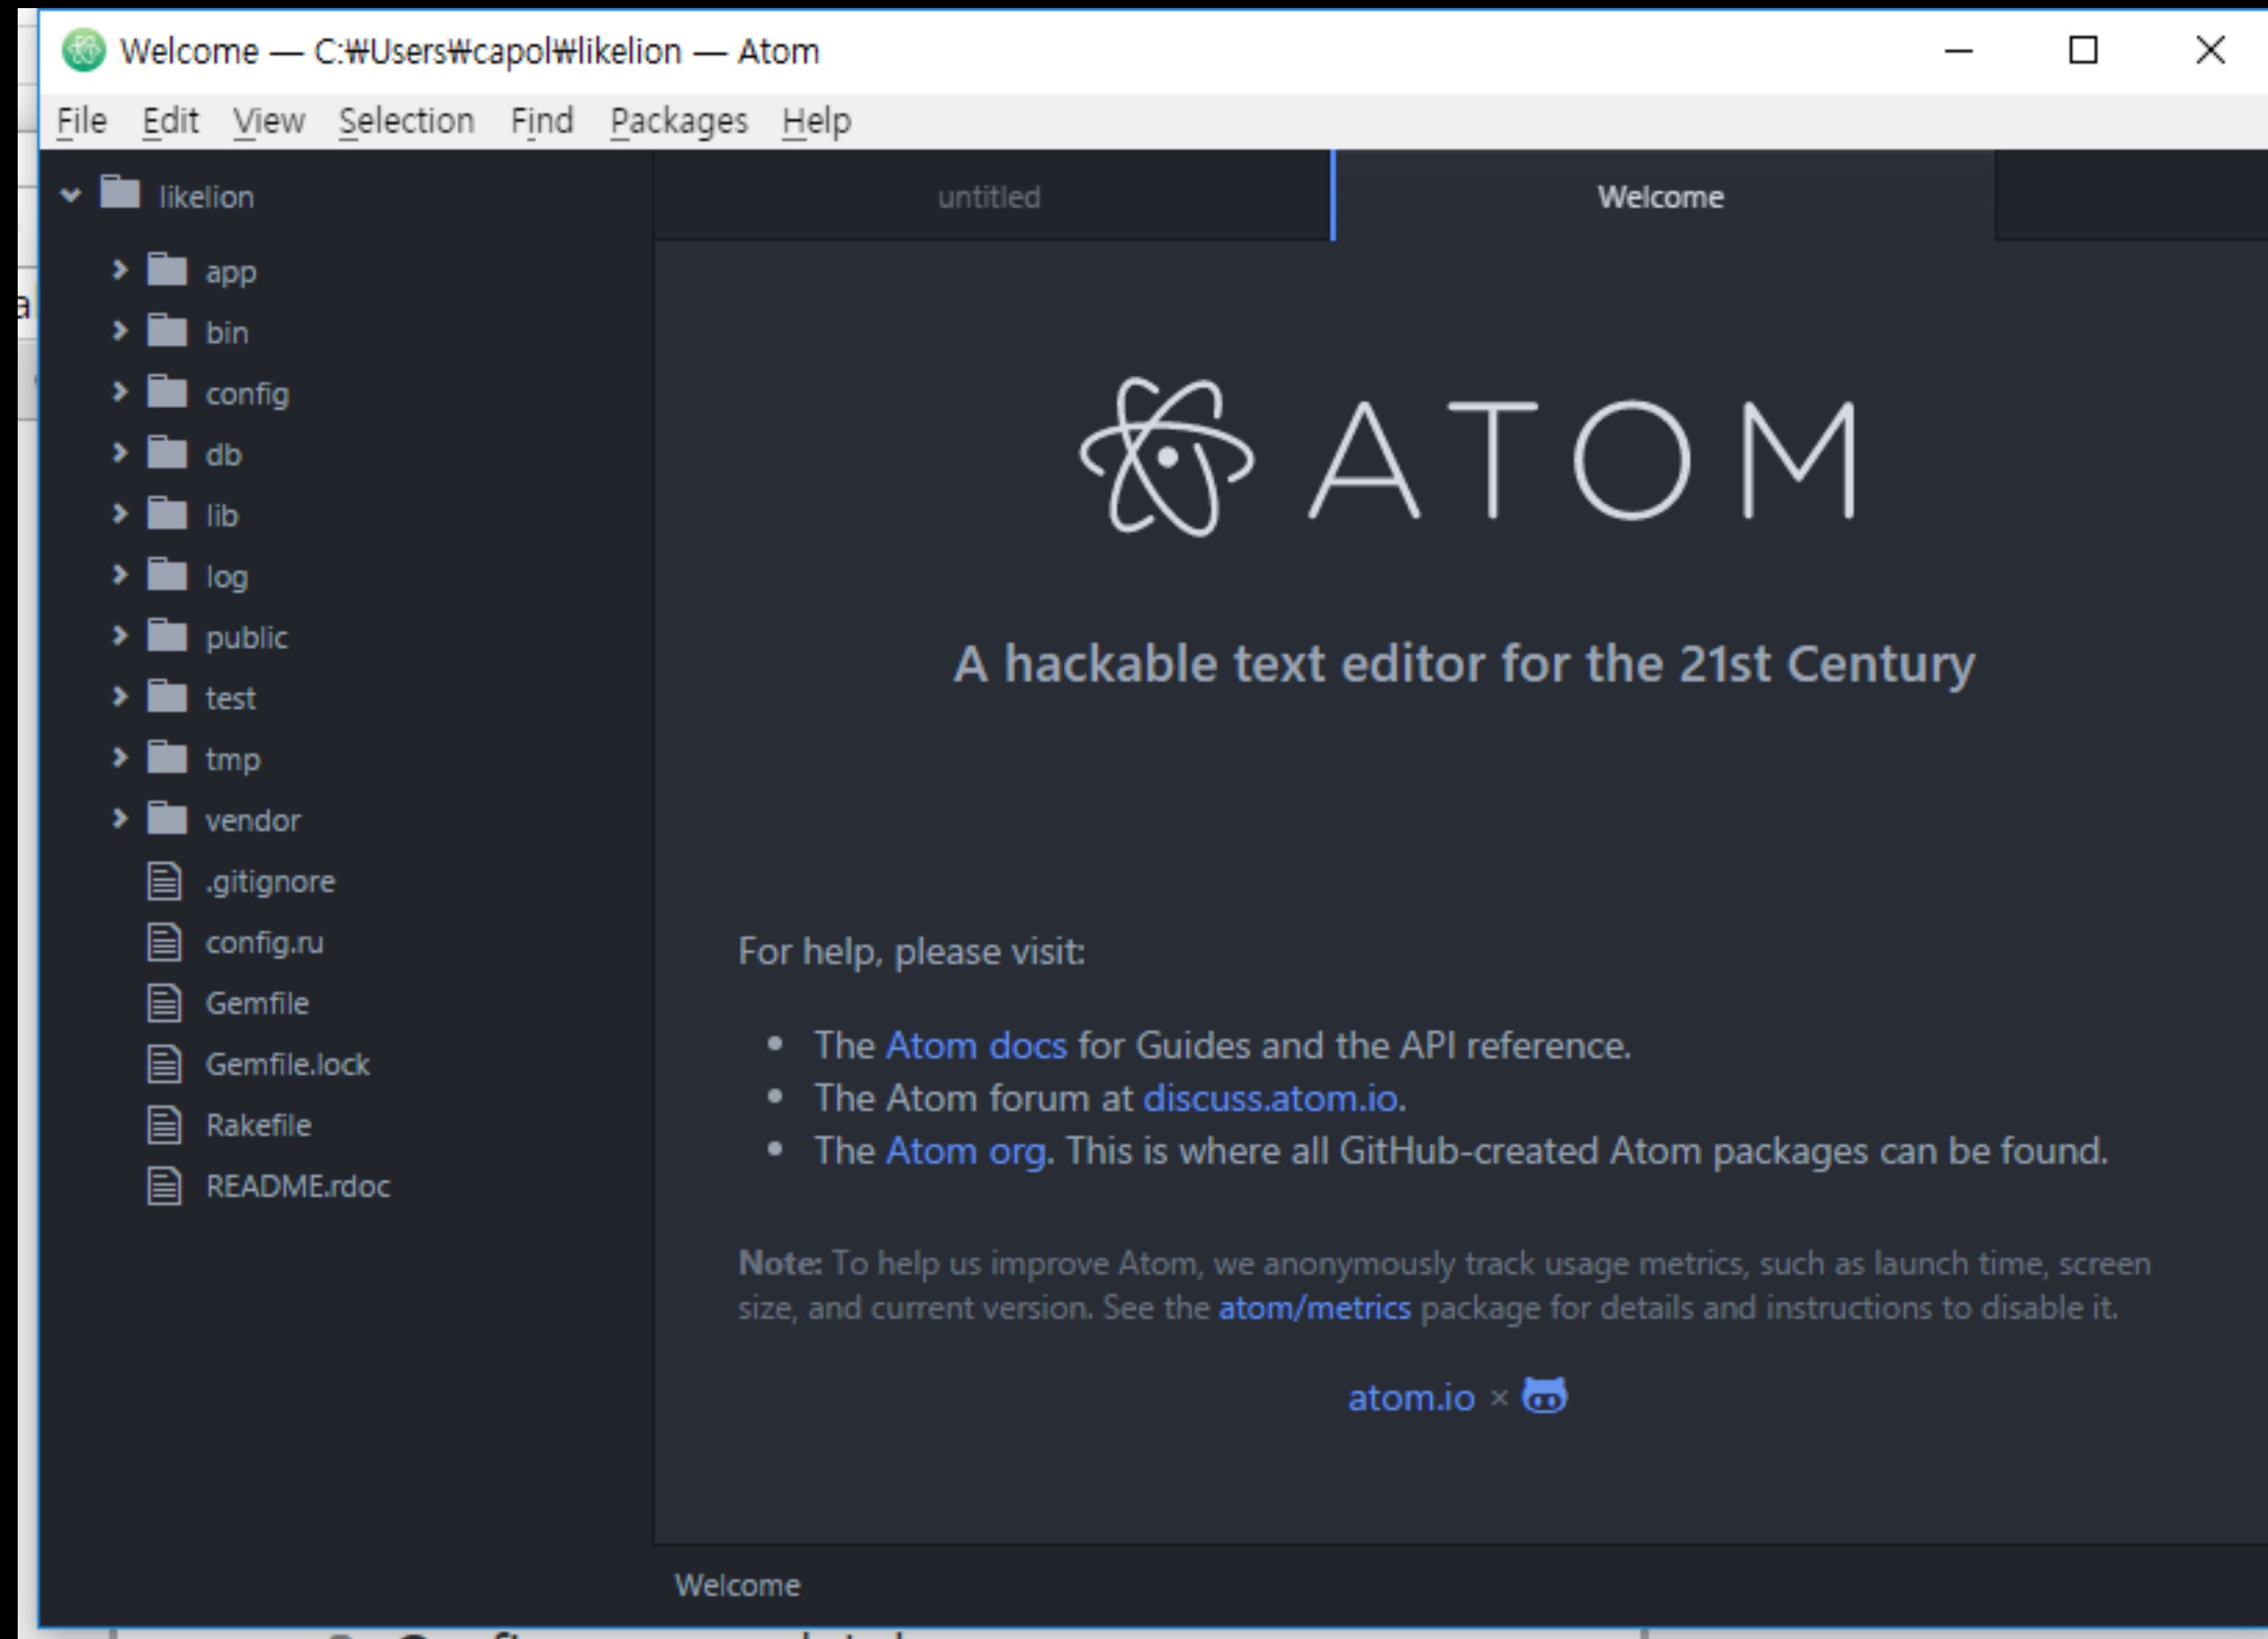 Welcome — C:₩Users₩capol₩likelion — Atom
File Edit View Selection Find Packages Help
likelion
app
bin
config
db
lib
log
public
test
tmp
vendor
.gitignore
config.ru
Gemfile
Gemfile.lock
Rakefile
README.rdoc
untitled
Welcome
ATOM
A hackable text editor for the 21st Century
For help, please visit:
• The Atom docs for Guides and the API reference.
• The Atom forum at discuss.atom.io.
• The Atom org. This is where all GitHub-created Atom packages can be found.
Note: To help us improve Atom, we anonymously track usage metrics, such as launch time, screen
size, and current version. See the atom/metrics package for details and instructions to disable it.
atom.io ×
Welcome